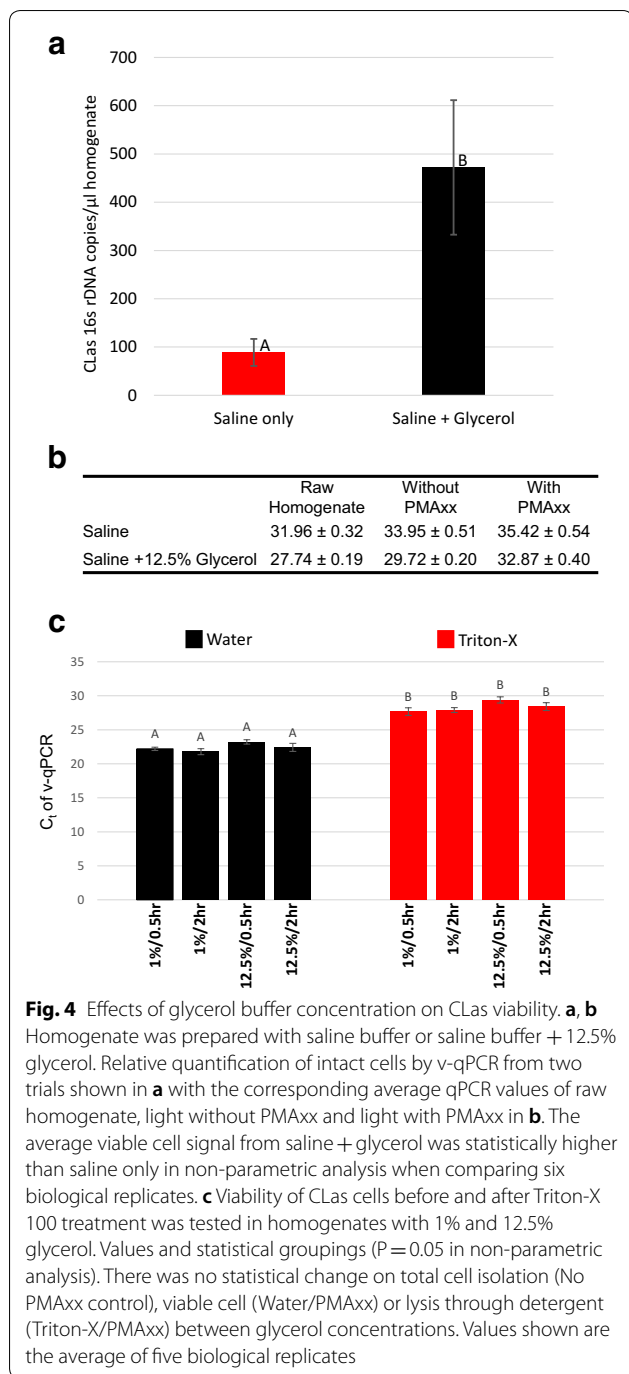 a
700
600
500
400
300
200
100
0
CLas 16s rDNA copies/µl homogenate
A
B
Saline only
Saline + Glycerol
b
Raw Homogenate Without PMAxx With PMAxx
Saline 31.96 ± 0.32 33.95 ± 0.51 35.42 ± 0.54
Saline +12.5% Glycerol 27.74 ± 0.19 29.72 ± 0.20 32.87 ± 0.40
c
Water Triton-X
35
30
25
20
15
10
5
0
Ct of v-qPCR
A A A A B B B B
1%/0.5hr 1%/2hr 12.5%/0.5hr 12.5%/2hr 1%/0.5hr 1%/2hr 12.5%/0.5hr 12.5%/2hr
Fig. 4 Effects of glycerol buffer concentration on CLas viability. a, b
Homogenate was prepared with saline buffer or saline buffer + 12.5%
glycerol. Relative quantification of intact cells by v-qPCR from two
trials shown in a with the corresponding average qPCR values of raw
homogenate, light without PMAxx and light with PMAxx in b. The
average viable cell signal from saline + glycerol was statistically higher
than saline only in non-parametric analysis when comparing six
biological replicates. c Viability of CLas cells before and after Triton-X
100 treatment was tested in homogenates with 1% and 12.5%
glycerol. Values and statistical groupings (P = 0.05 in non-parametric
analysis). There was no statistical change on total cell isolation (No
PMAxx control), viable cell (Water/PMAxx) or lysis through detergent
(Triton-X/PMAxx) between glycerol concentrations. Values shown are
the average of five biological replicates